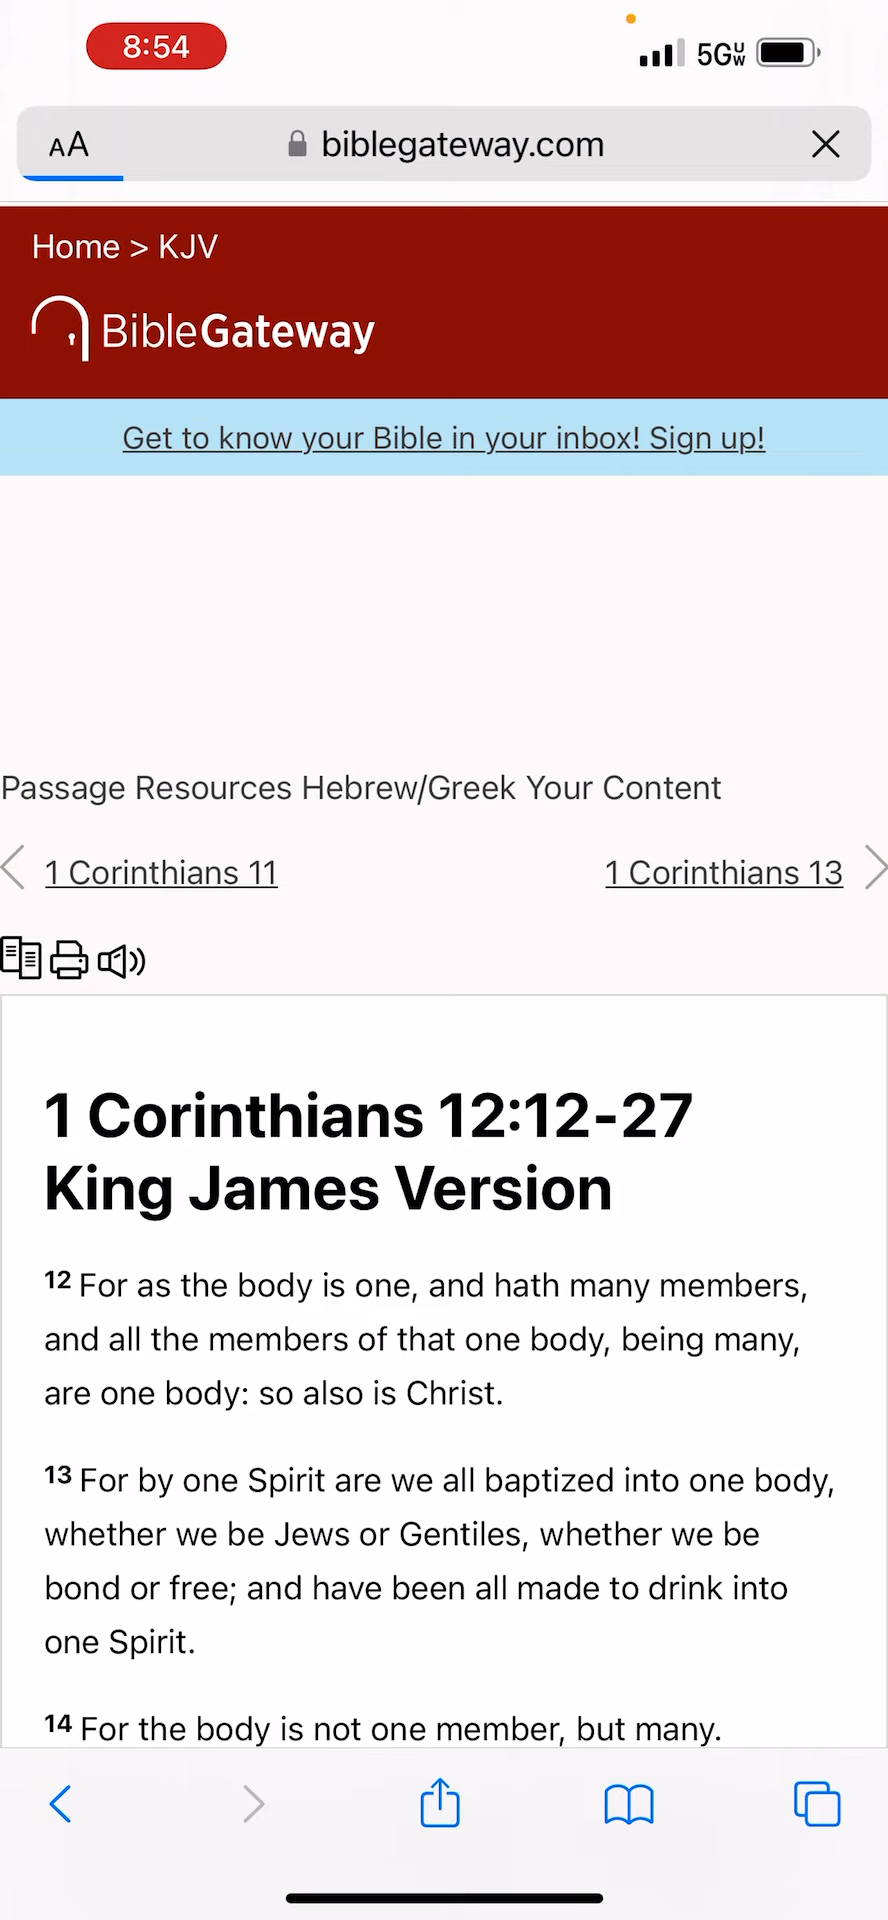 8:54
5GUW
AA
biblegateway.com
Home > KJV
BibleGateway
Get to know your Bible in your inbox! Sign up!
Passage Resources Hebrew/Greek Your Content
1 Corinthians 11
1 Corinthians 13
1 Corinthians 12:12-27
King James Version
12 For as the body is one, and hath many members,
and all the members of that one body, being many,
are one body: so also is Christ.
13 For by one Spirit are we all baptized into one body,
whether we be Jews or Gentiles, whether we be
bond or free; and have been all made to drink into
one Spirit.
14 For the body is not one member, but many.